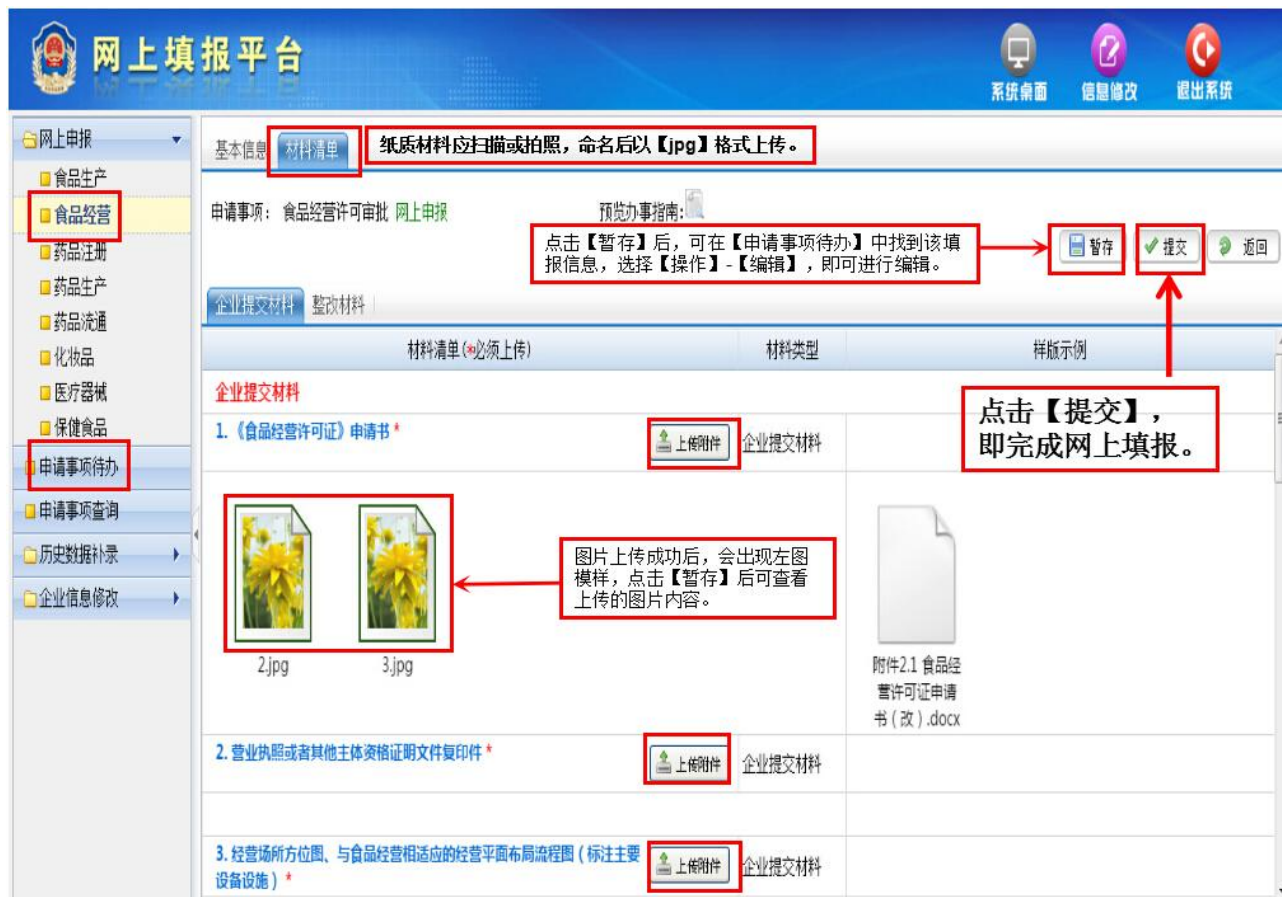 网上填报平台
系统桌面
信息修改
退出系统
网上申报
食品生产
食品经营
药品注册
药品生产
药品流通
化妆品
医疗器械
保健食品
申请事项待办
申请事项查询
历史数据补录
企业信息修改
基本信息
材料清单
纸质材料应扫描或拍照，命名后以【jpg】格式上传。
申请事项： 食品经营许可审批 网上申报
预览办事指南:
点击【暂存】后，可在【申请事项待办】中找到该填
报信息，选择【操作】-【编辑】，即可进行编辑。
暂存
提交
返回
企业提交材料
整改材料
材料清单(*必须上传)
材料类型
样版示例
企业提交材料
点击【提交】，
即完成网上填报。
1.《食品经营许可证》申请书 *
上传附件
企业提交材料
图片上传成功后，会出现左图
模样，点击【暂存】后可查看
上传的图片内容。
2.jpg
3.jpg
附件2.1 食品经
营许可证申请
书 ( 改 ) .docx
2. 营业执照或者其他主体资格证明文件复印件 *
上传附件
企业提交材料
3. 经营场所方位图、与食品经营相适应的经营平面布局流程图 ( 标注主要
设备设施 ) *
上传附件
企业提交材料